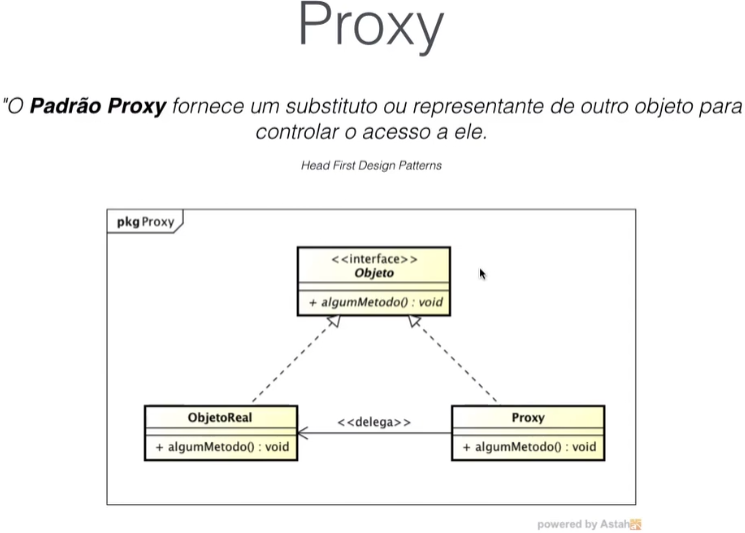 Proxy
"O Padrão Proxy fornece um substituto ou representante de outro objeto para
controlar o acesso a ele.
Head First Design Patterns
pkg Proxy
<<interface>>
Objeto
+ algumMetodo() : void
ObjetoReal
+ algumMetodo() : void
<<delega>>
Proxy
+ algumMetodo() : void
powered by Astah